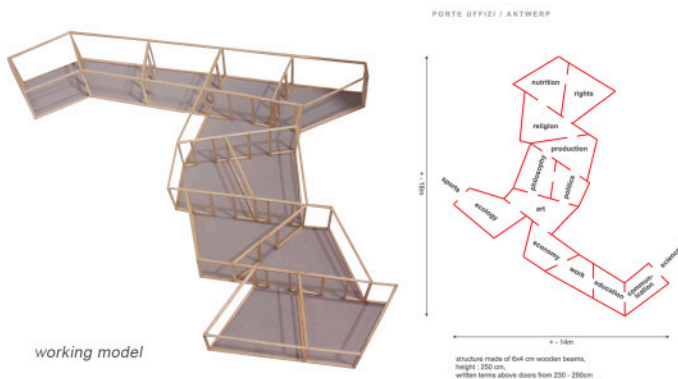 PORTE UFFIZI / ANTWERP
nutrition
rights
religion
production
philosophy
politics
sports
ecology
art
economy
work
education
commun-
ication
science
+ - 16m
+ - 14m
working model
structure made of 6x4 cm wooden beams,
height : 250 cm,
written terms above doors from 230 - 250cm